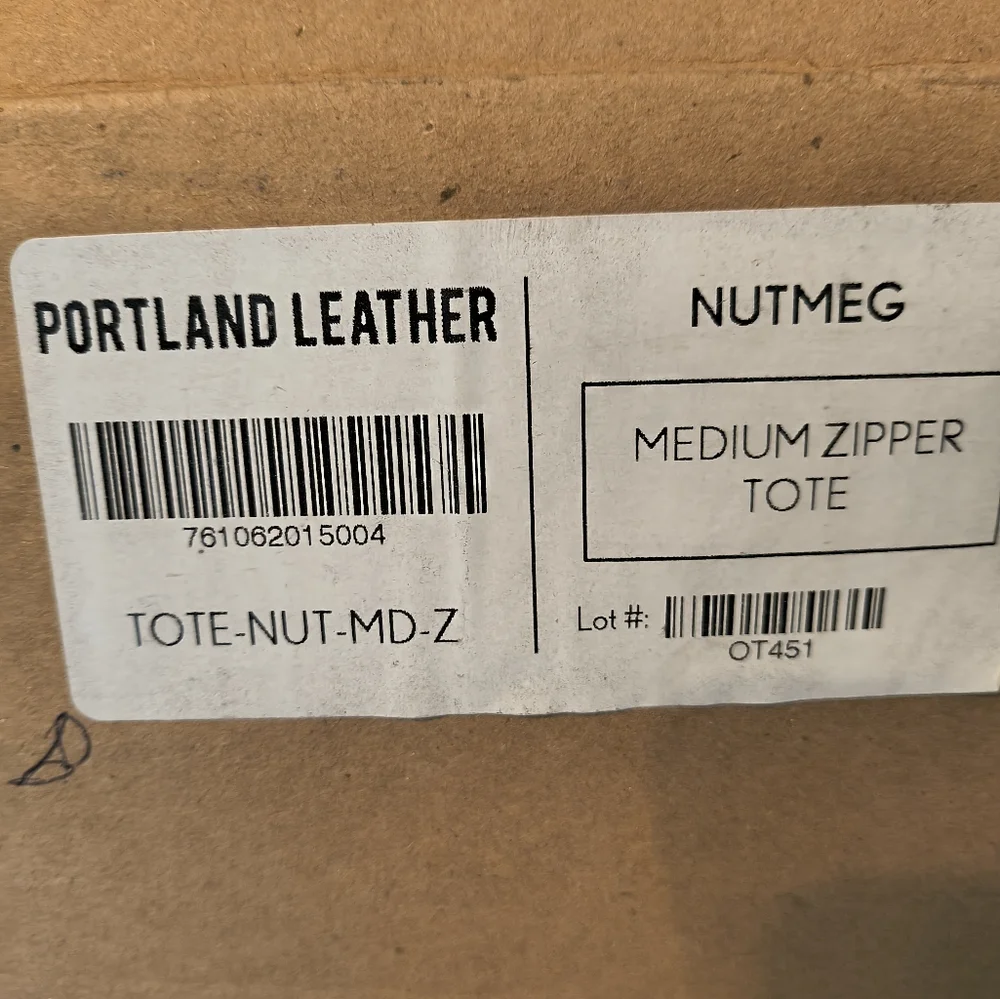 PORTLAND LEATHER
761062015004
TOTE-NUT-MD-Z
NUTMEG
MEDIUM ZIPPER
TOTE
Lot #:
OT451